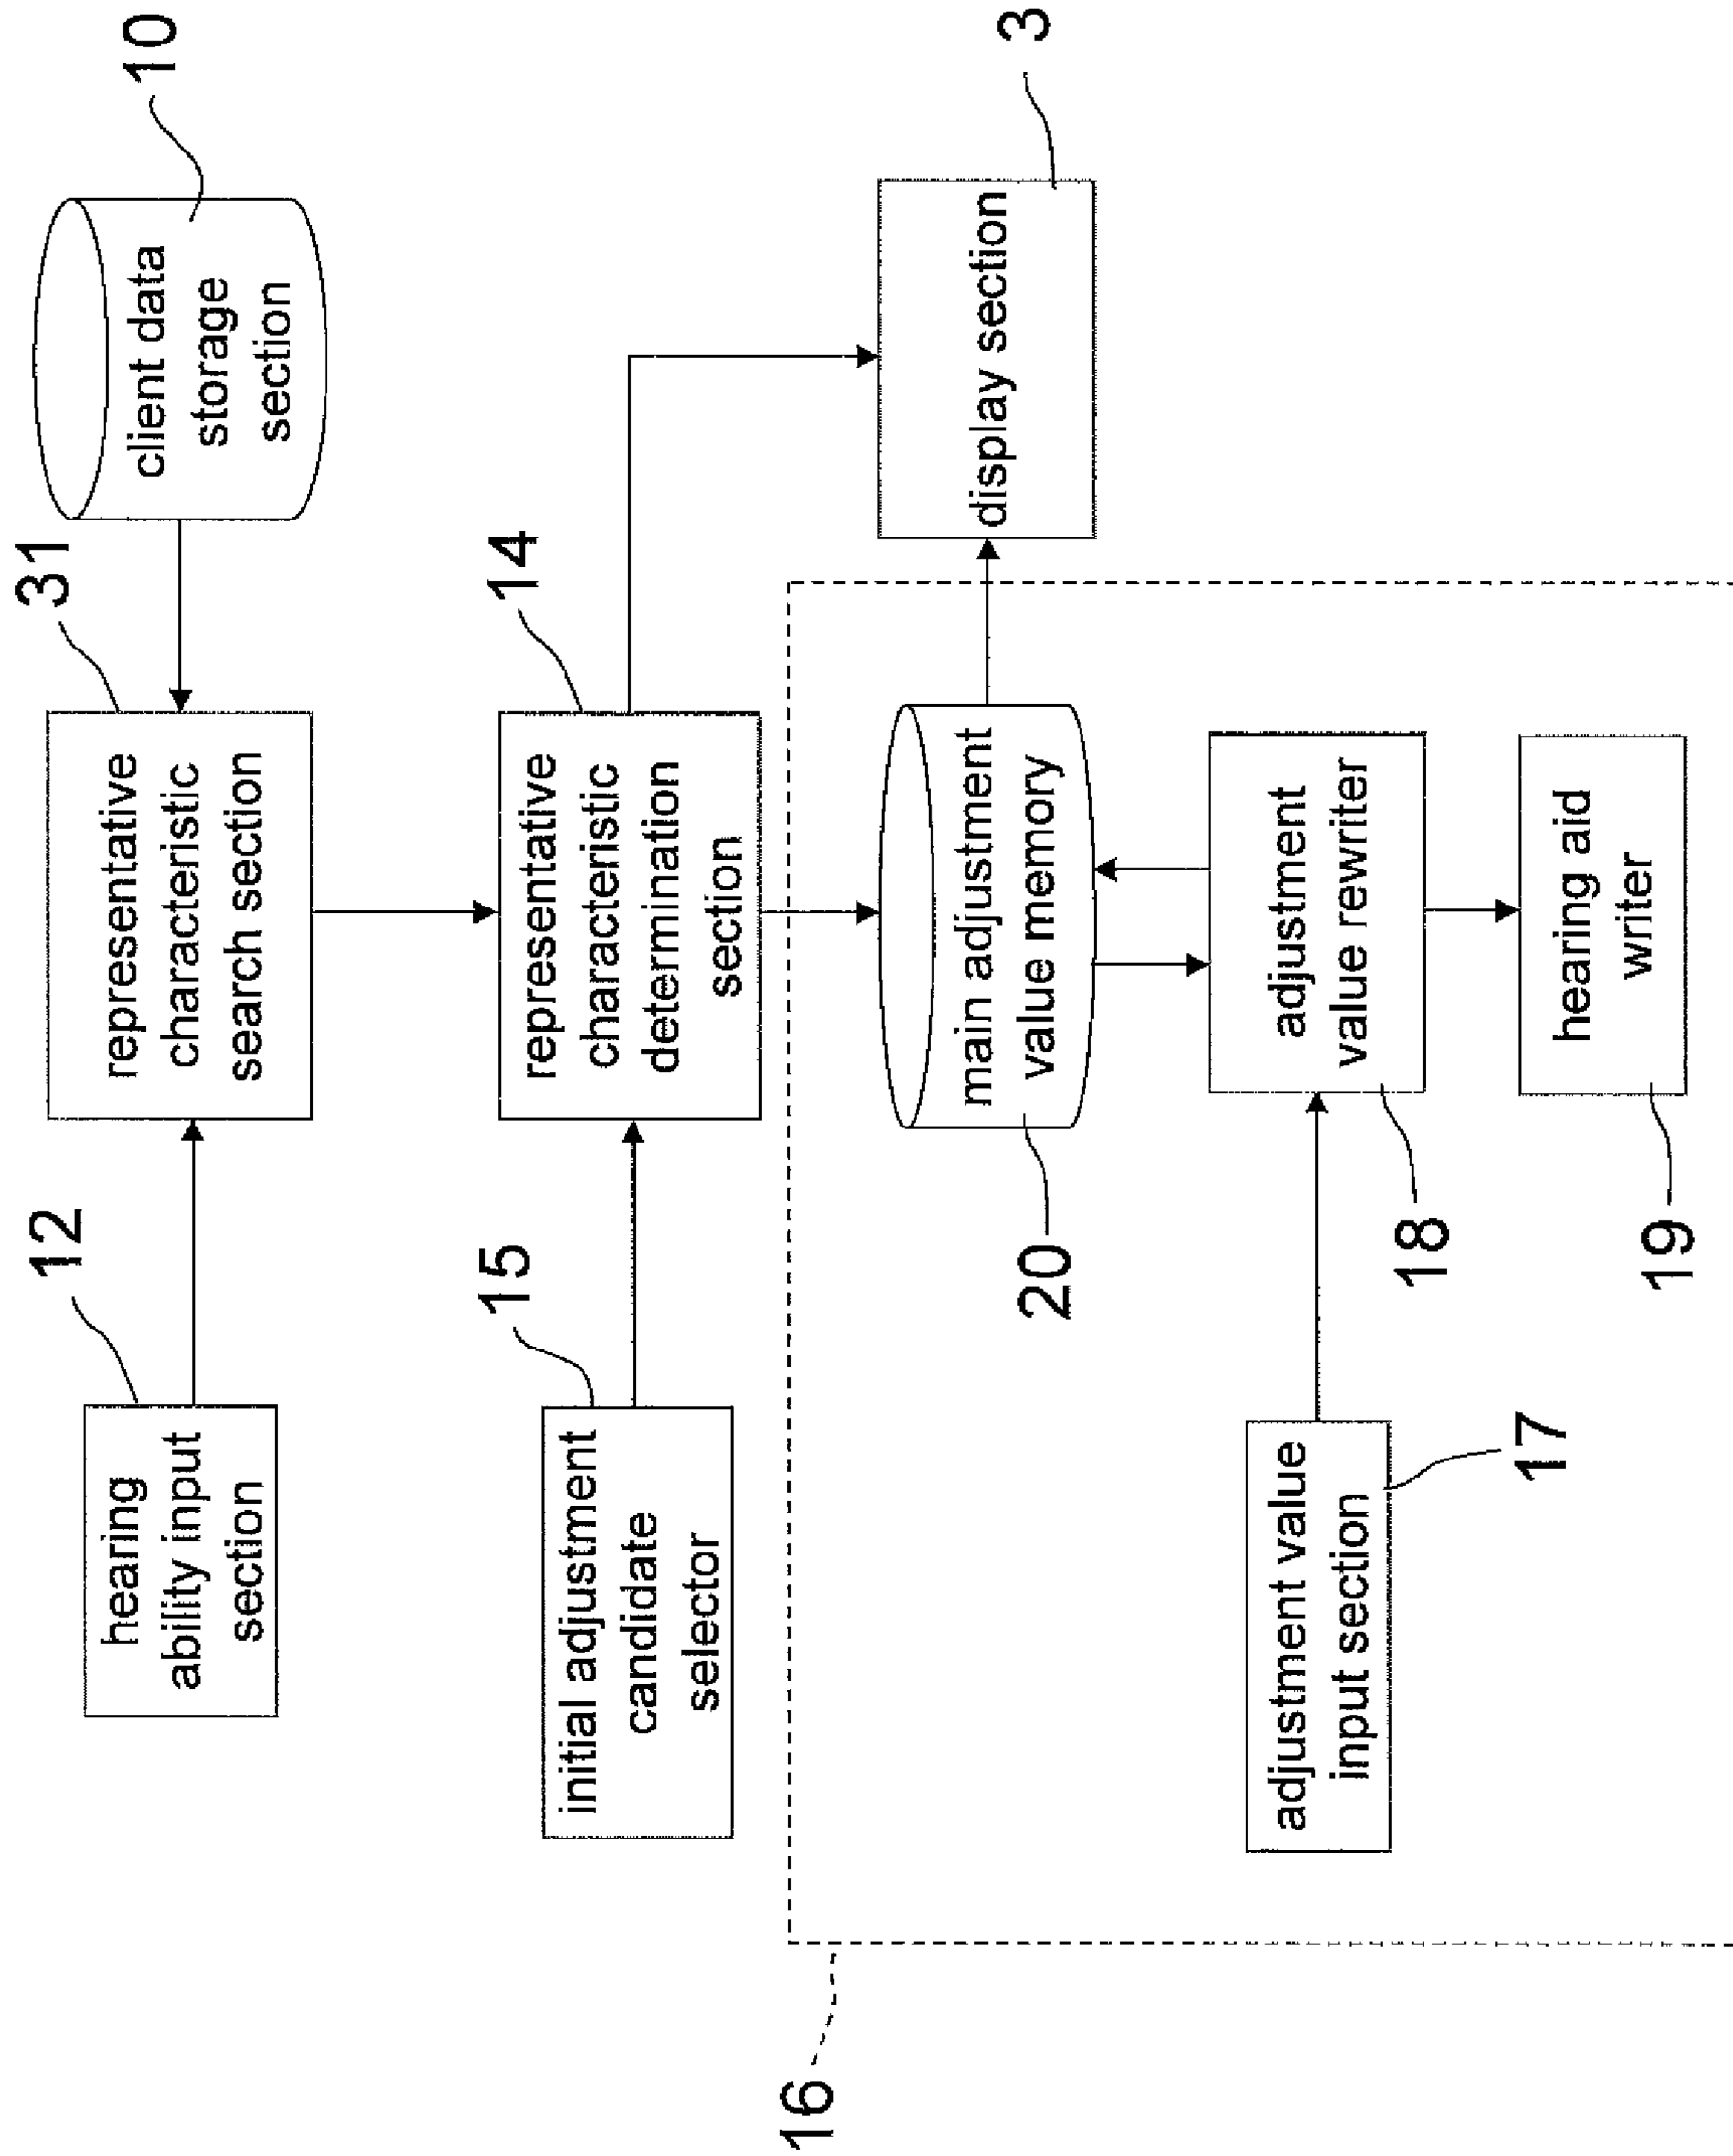 10
client data
storage
section
31
representative
characteristic
search section
12
hearing
ability input
section
14
representative
characteristic
determination
section
15
initial adjustment
candidate
selector
3
display section
main adjustment
value memory
20
adjustment
value rewriter
18
hearing aid
writer
19
adjustment value
input section
17
16